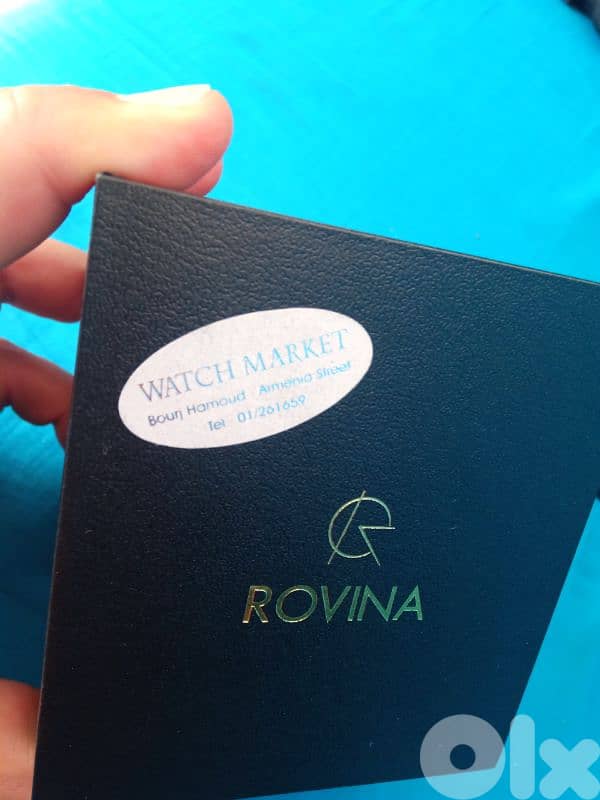 WATCH MARKET
Bourj Hamoud Armenia Street
Tel 01/261659
ROVINA
Olx